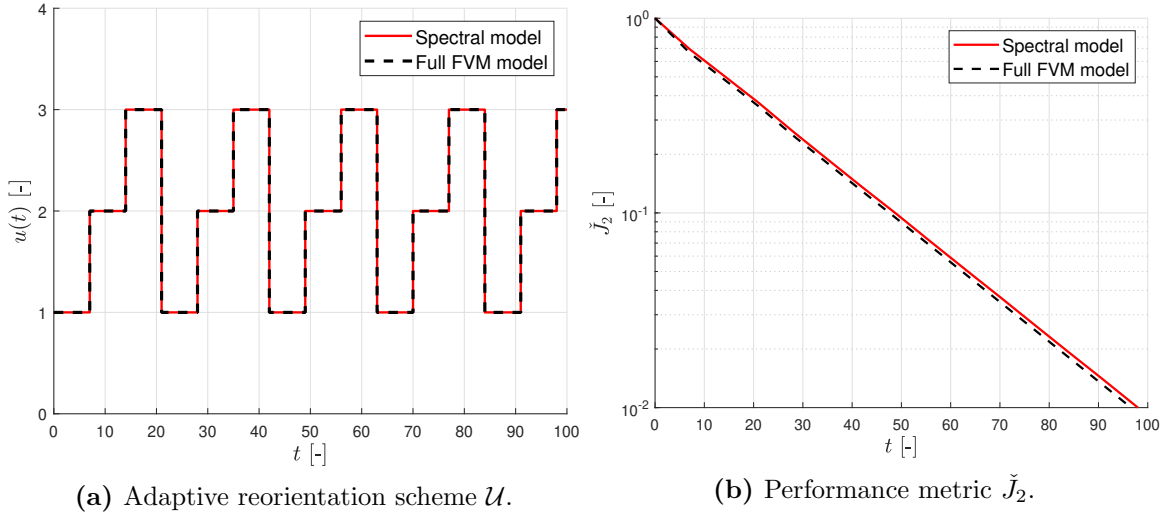 4
3
2
1
0
u(t) [-]
Spectral model
Full FVM model
0 10 20 30 40 50 60 70 80 90 100
t [-]
(a) Adaptive reorientation scheme 𝒰.
10⁰
10⁻¹
10⁻²
J̌₂ [-]
Spectral model
Full FVM model
0 10 20 30 40 50 60 70 80 90 100
t [-]
(b) Performance metric J̌₂.